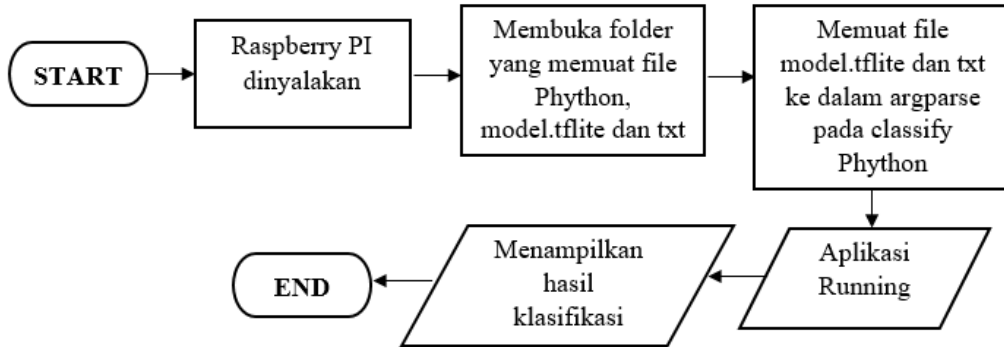 START
Raspberry PI
dinyalakan
Membuka folder
yang memuat file
Phython,
model.tflite dan txt
Memuat file
model.tflite dan txt
ke dalam argparse
pada classify
Phython
Aplikasi
Running
Menampilkan
hasil
klasifikasi
END